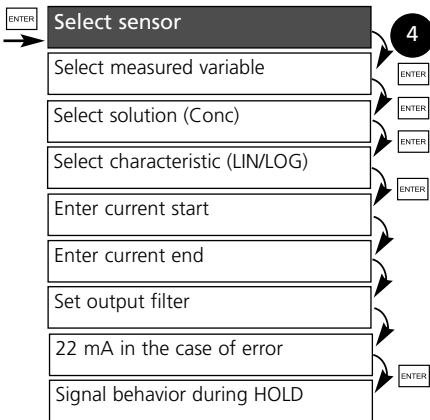 ENTER
Select sensor
4
Select measured variable
ENTER
Select solution (Conc)
ENTER
Select characteristic (LIN/LOG)
ENTER
Enter current start
ENTER
Enter current end
Set output filter
22 mA in the case of error
Signal behavior during HOLD
ENTER